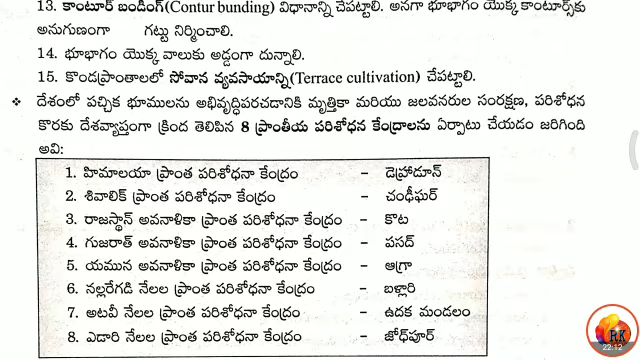 13. కాంటూర్ బండింగ్(Contur bunding) విధానాన్ని చేపట్టాలి. అనగా భూభాగం యొక్క కాంటూర్స్‌కు
అనుగుణంగా గట్టు నిర్మించాలి.
14. భూభాగం యొక్క వాలుకు అడ్డంగా దున్నాలి.
15. కొండప్రాంతాలలో సోపాన వ్యవసాయాన్ని(Terrace cultivation) చేపట్టాలి.
❖ దేశంలో పచ్చిక భూములను అభివృద్ధిపరచడానికి మృత్తికా మరియు జలవనరుల సంరక్షణ, పరిశోధన
కొరకు దేశవ్యాప్తంగా క్రింద తెలిపిన 8 ప్రాంతీయ పరిశోధన కేంద్రాలను ఏర్పాటు చేయడం జరిగింది
అవి:
1. హిమాలయా ప్రాంత పరిశోధనా కేంద్రం – డెహ్రాడూన్
2. శివాలిక్ ప్రాంత పరిశోధనా కేంద్రం – చండీఘర్
3. రాజస్థాన్ అవనాళికా ప్రాంత పరిశోధనా కేంద్రం – కోట
4. గుజరాత్ అవనాళికా ప్రాంత పరిశోధనా కేంద్రం – పసద్
5. యమున అవనాళికా ప్రాంత పరిశోధనా కేంద్రం – ఆగ్రా
6. నల్లరేగడి నేలల ప్రాంత పరిశోధనా కేంద్రం – బళ్లారి
7. అటవీ నేలల ప్రాంత పరిశోధనా కేంద్రం – ఉదక మండలం
8. ఎడారి నేలల ప్రాంత పరిశోధనా కేంద్రం – జోధ్‌పూర్
RK
22:12